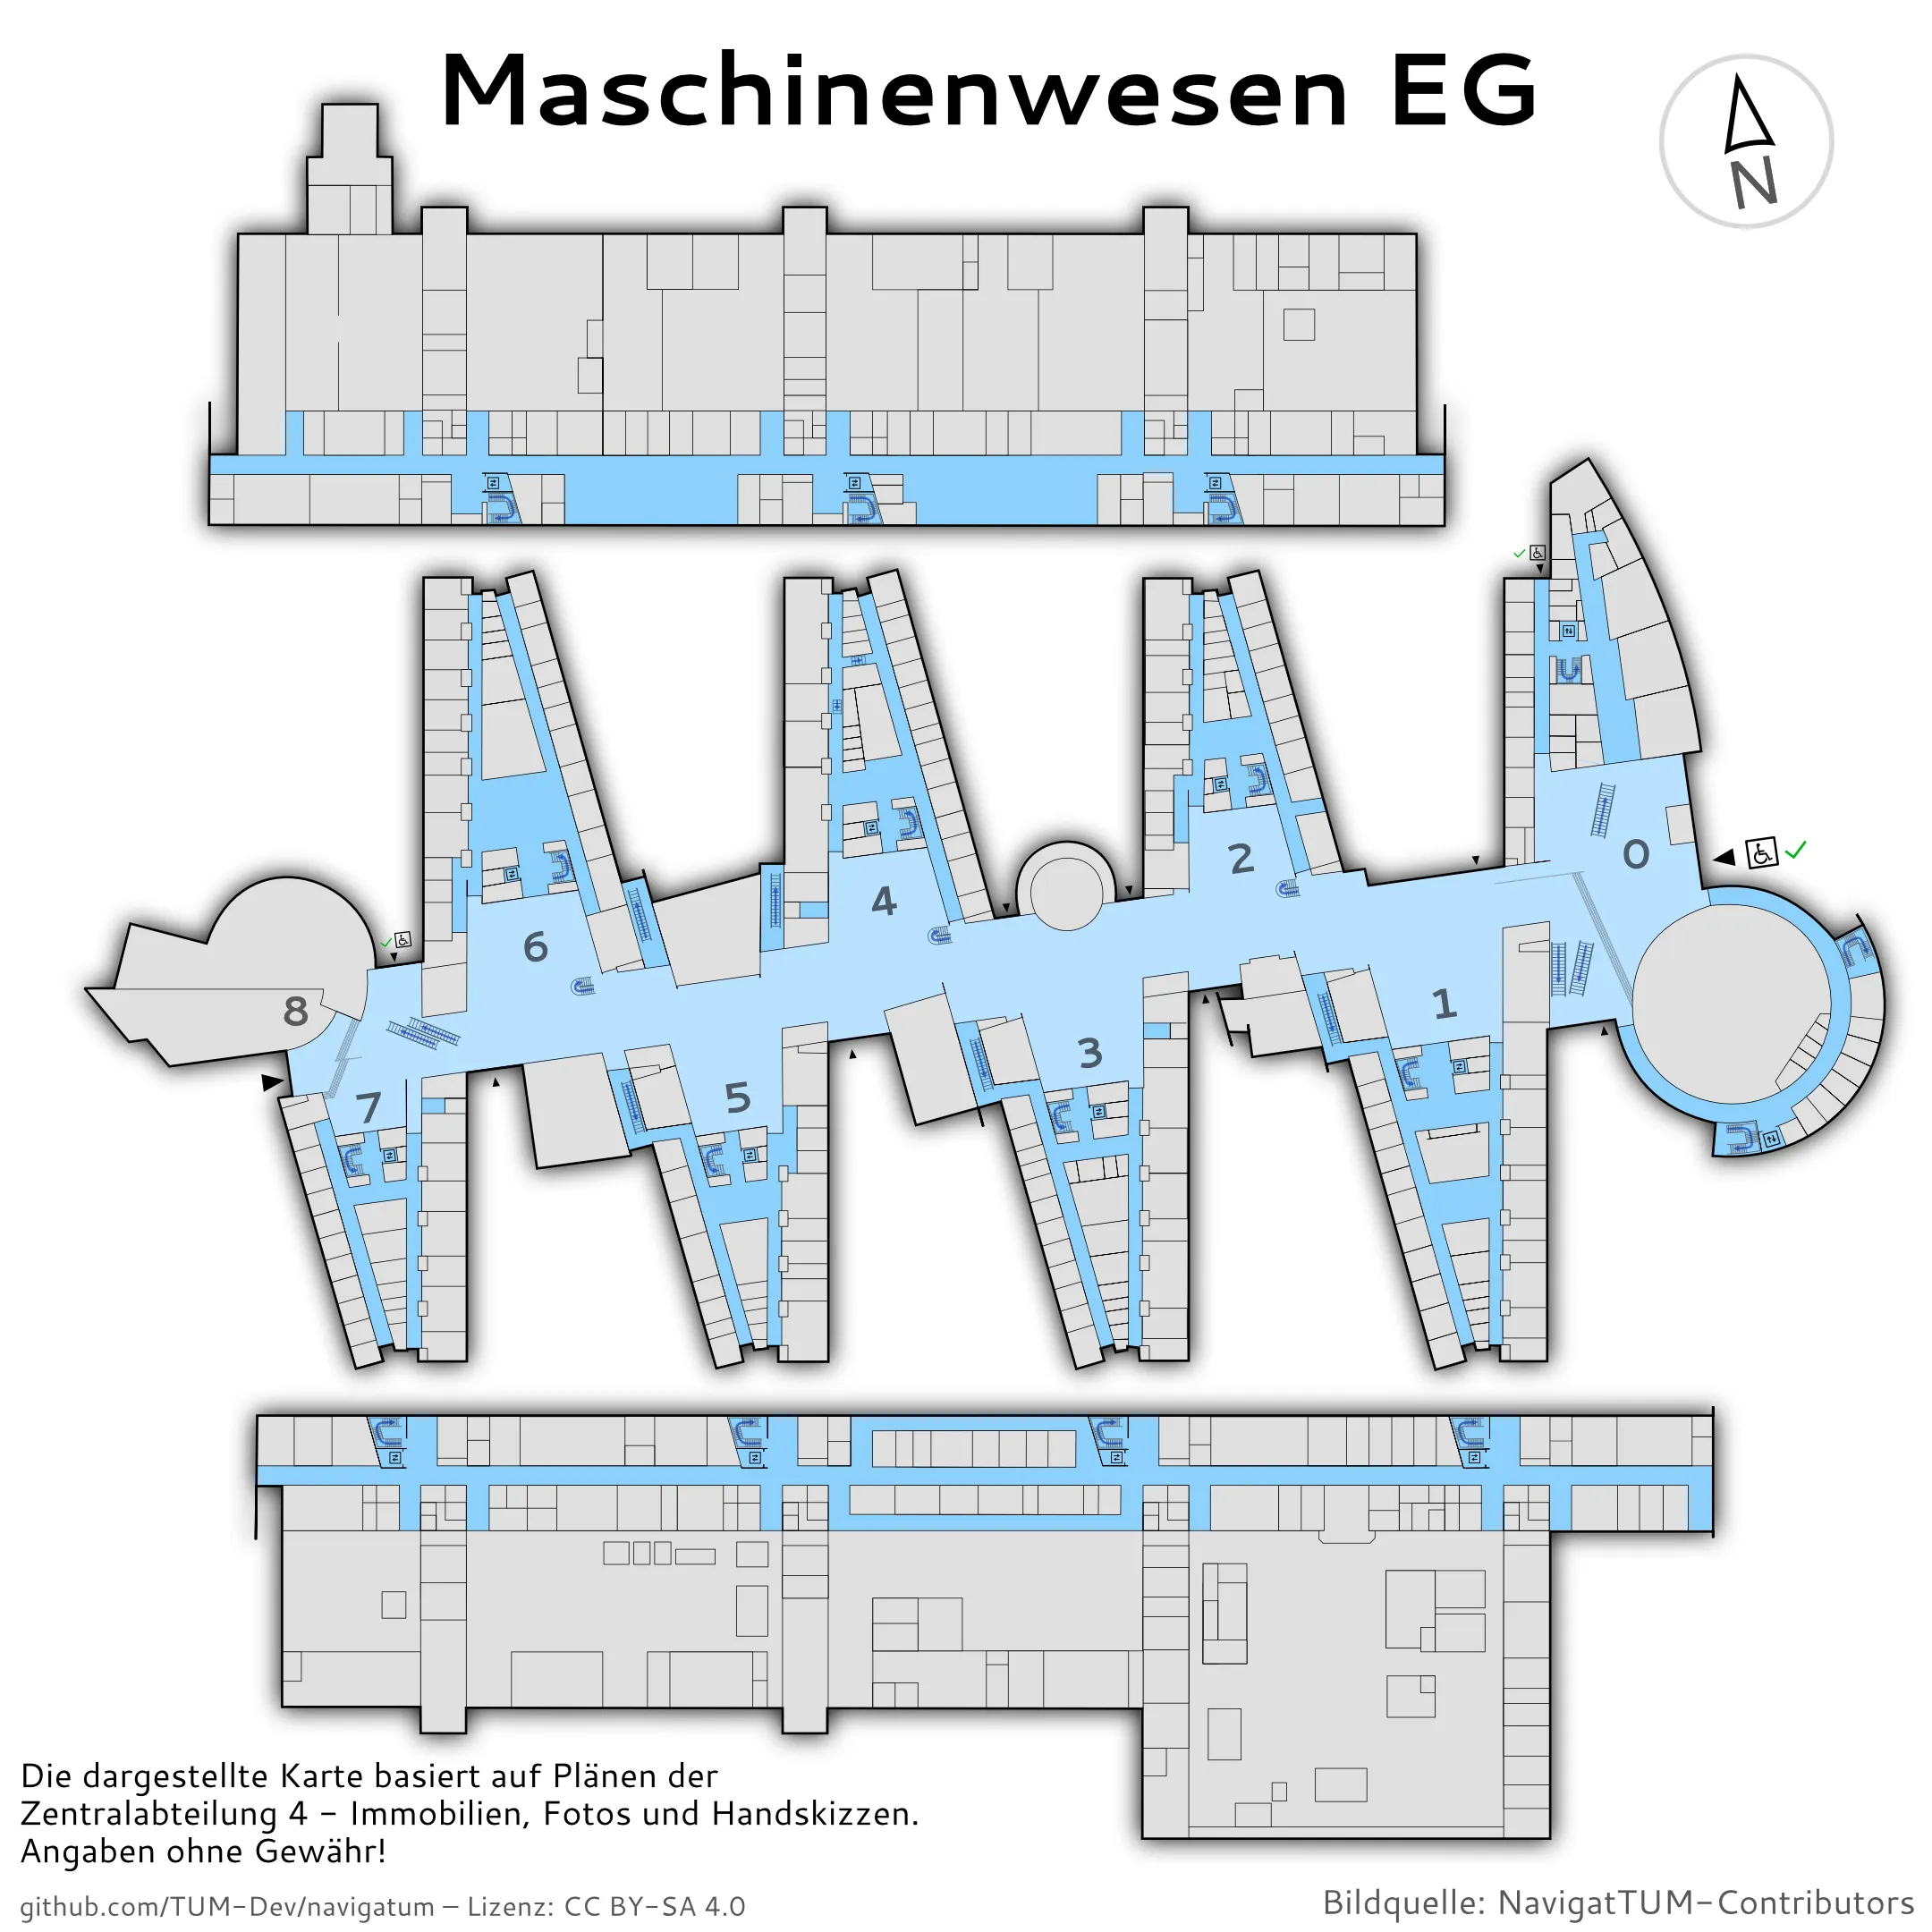 Maschinenwesen EG
N
0
2
4
6
8
1
3
5
7
Die dargestellte Karte basiert auf Plänen der
Zentralabteilung 4 - Immobilien, Fotos und Handskizzen.
Angaben ohne Gewähr!
github.com/TUM-Dev/navigatum – Lizenz: CC BY-SA 4.0
Bildquelle: NavigatTUM-Contributors